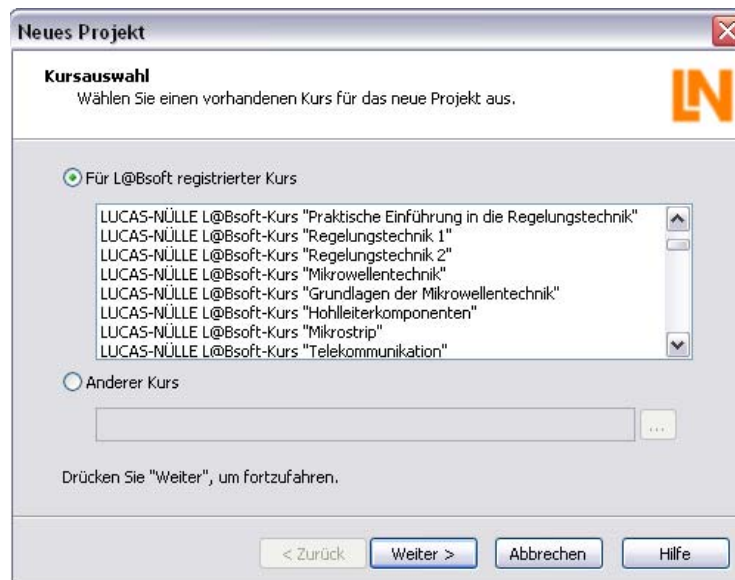 Neues Projekt
Kursauswahl
Wählen Sie einen vorhandenen Kurs für das neue Projekt aus.
LN
Für L@Bsoft registrierter Kurs
LUCAS-NÜLLE L@Bsoft-Kurs "Praktische Einführung in die Regelungstechnik"
LUCAS-NÜLLE L@Bsoft-Kurs "Regelungstechnik 1"
LUCAS-NÜLLE L@Bsoft-Kurs "Regelungstechnik 2"
LUCAS-NÜLLE L@Bsoft-Kurs "Mikrowellentechnik"
LUCAS-NÜLLE L@Bsoft-Kurs "Grundlagen der Mikrowellentechnik"
LUCAS-NÜLLE L@Bsoft-Kurs "Hohlleiterkomponenten"
LUCAS-NÜLLE L@Bsoft-Kurs "Mikrostrip"
LUCAS-NÜLLE L@Bsoft-Kurs "Telekommunikation"
Anderer Kurs
...
Drücken Sie "Weiter", um fortzufahren.
< Zurück Weiter > Abbrechen Hilfe